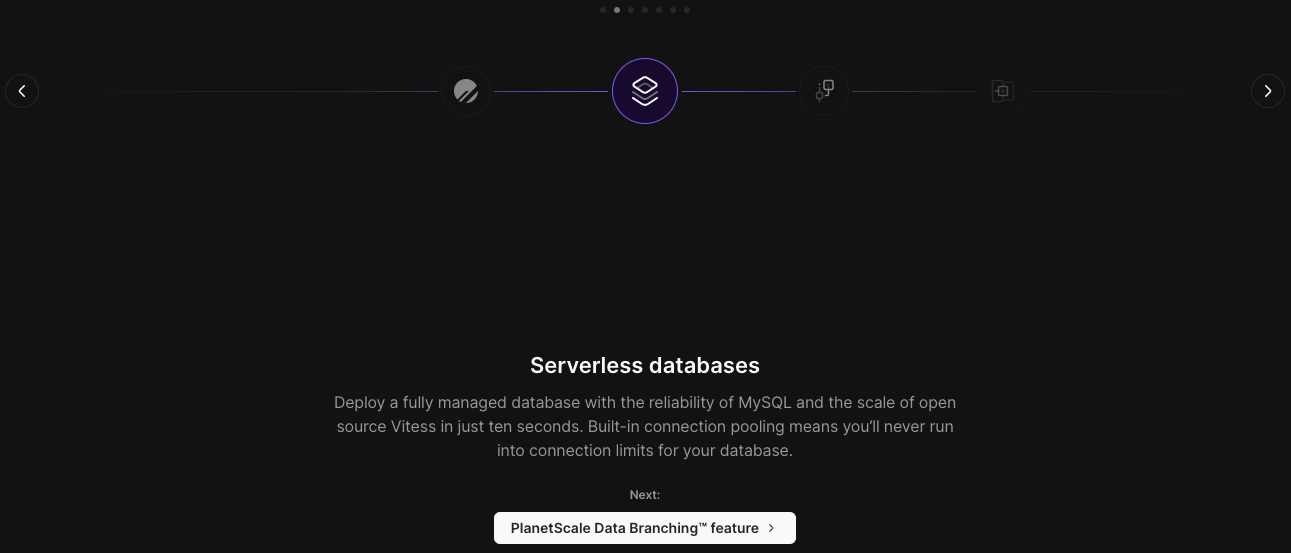 Serverless databases
Deploy a fully managed database with the reliability of MySQL and the scale of open
source Vitess in just ten seconds. Built-in connection pooling means you’ll never run
into connection limits for your database.
Next:
PlanetScale Data Branching™ feature